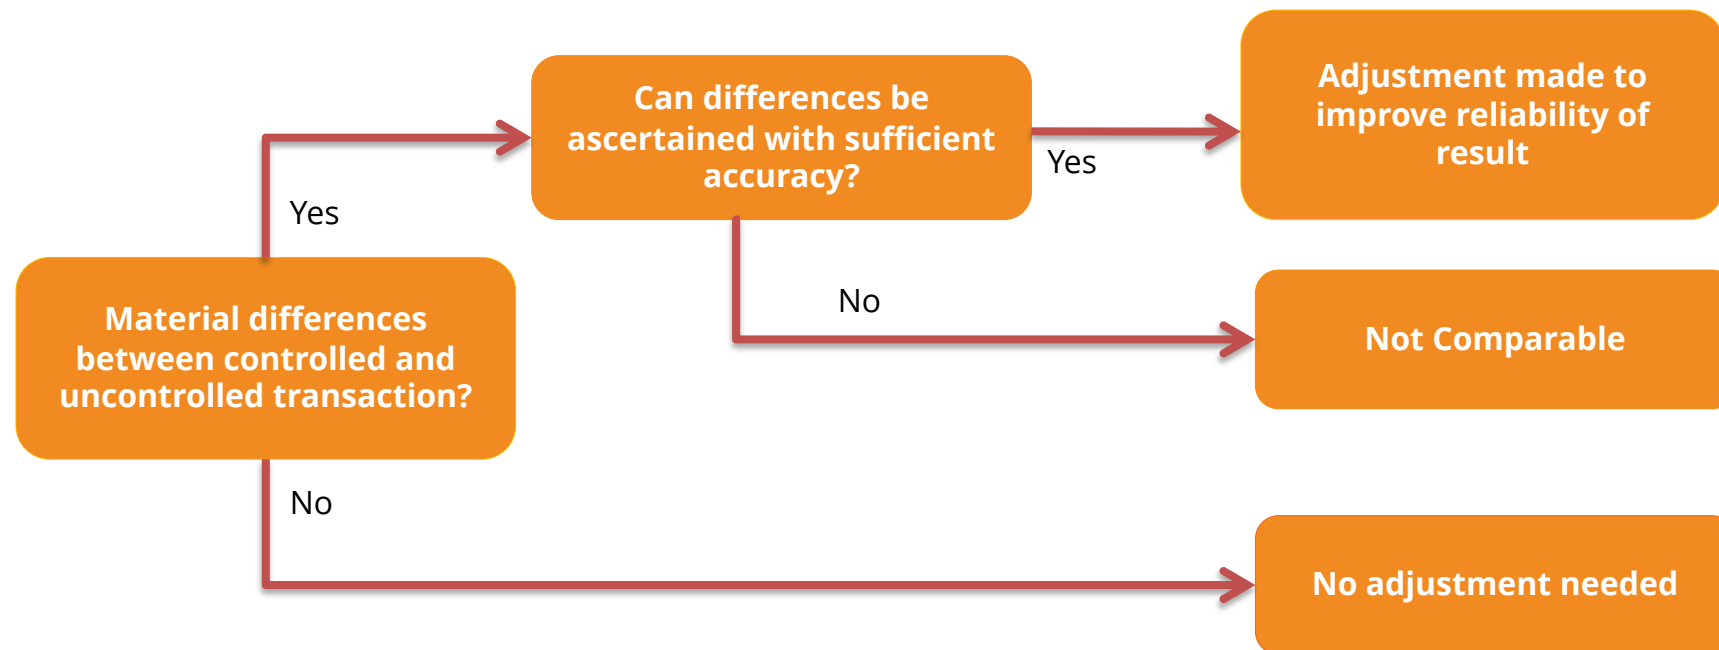 Can differences be
ascertained with sufficient
accuracy?
Adjustment made to
improve reliability of
result
Yes
Yes
Material differences
between controlled and
uncontrolled transaction?
No
Not Comparable
No
No adjustment needed